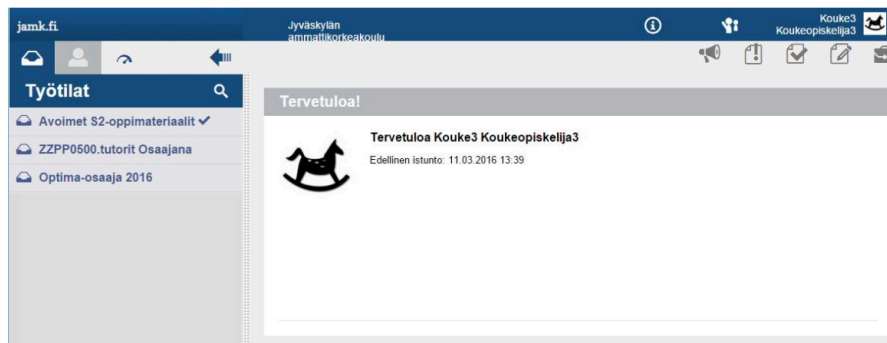 jamk.fi
Jyväskylän
ammattikorkeakoulu
Kouke3
Koukeopiskelija3
Työtilat
Avoimet S2-oppimateriaalit
ZZPP0500.tutorit Osaajana
Optima-osaaja 2016
Tervetuloa!
Tervetuloa Kouke3 Koukeopiskelija3
Edellinen istunto: 11.03.2016 13:39